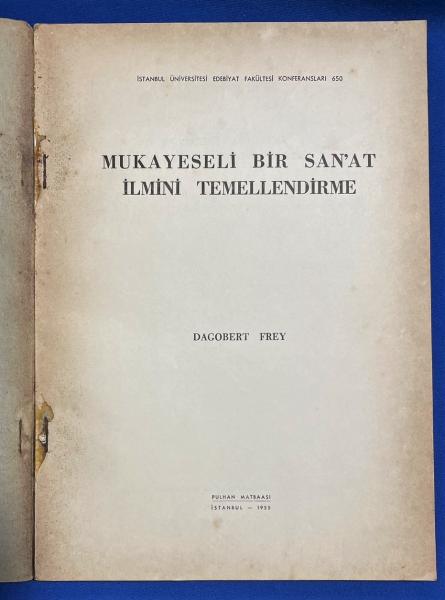 İSTANBUL ÜNİVERSİTESİ EDEBİYAT FAKÜLTESİ KONFERANSLARI 650
MUKAYESELİ BİR SAN'AT
İLMİNİ TEMELLENDİRME
DAGOBERT FREY
PULHAN MATBAASI
İSTANBUL — 1955